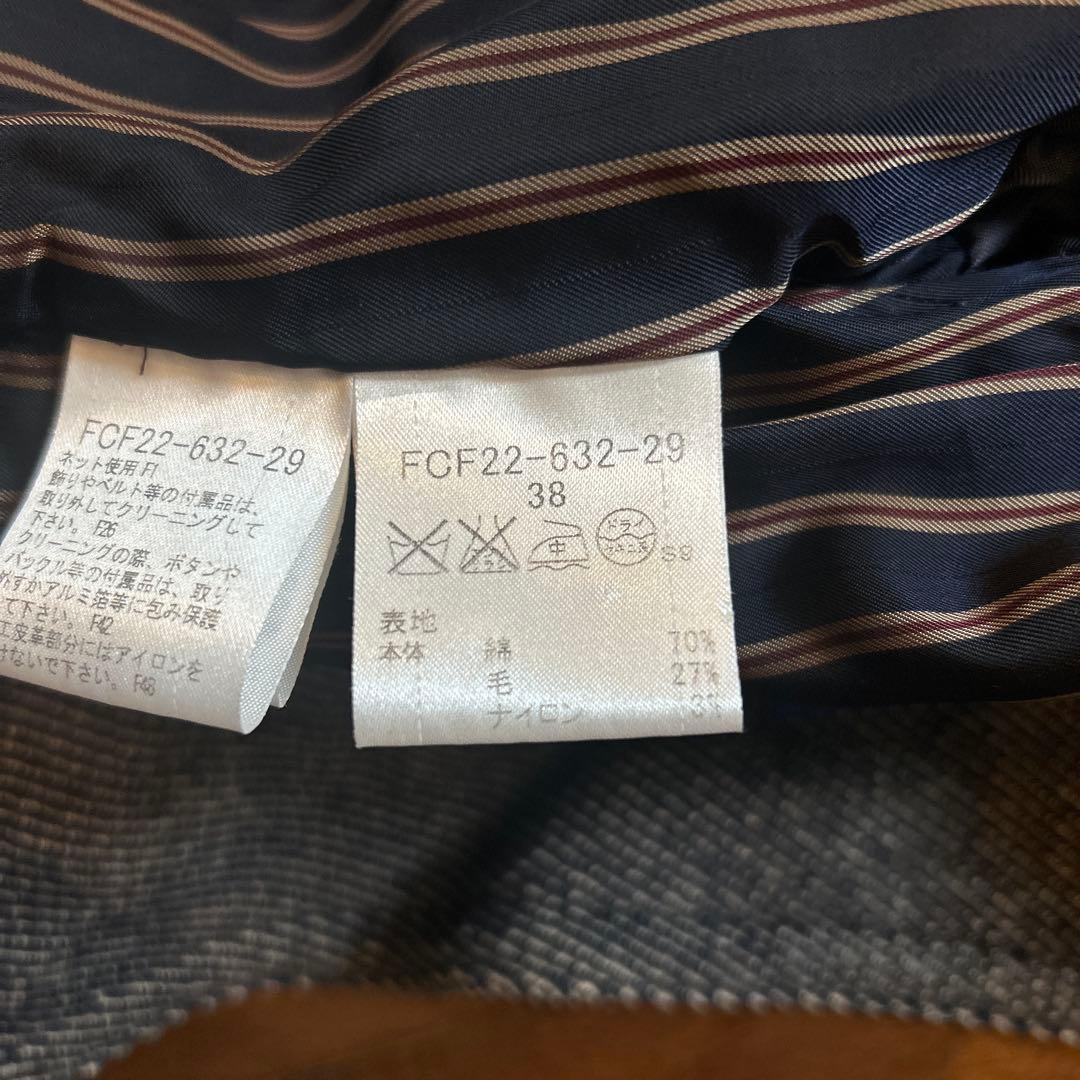 FCF22-632-29
ネット使用 F1
飾りやベルト等の付属品は、
取り外してクリーニングして
下さい。 F26
クリーニングの際、ボタンや
バックル等の付属品は、取り
外すかアルミ箔等に包み保護
て下さい。 F42
工皮革部分にはアイロンを
けないで下さい。 F48
FCF22-632-29
38
中 ドライ
表地
本体 綿 70%
毛 27%
ナイロン